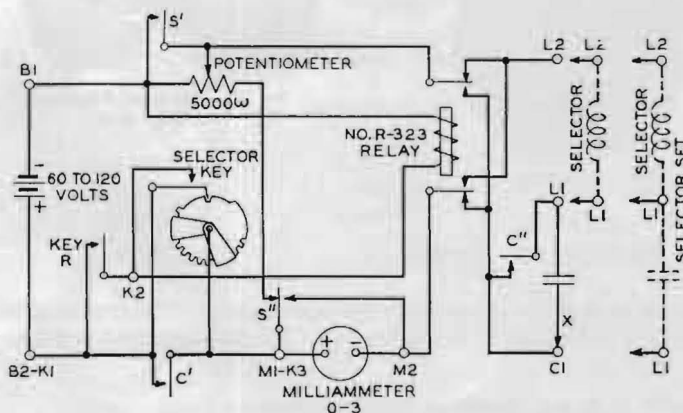 S'
L2
L2
L2
B1
POTENTIOMETER
5000ω
SELECTOR
SELECTOR
SELECTOR SET
NO. R-323
RELAY
SELECTOR
KEY
-
60 TO 120
VOLTS
+
L1
L1
L1
KEY
R
C"
K2
S"
X
+
-
B2-K1
C'
M1-K3
M2
C1
L1
MILLIAMMETER
0-3